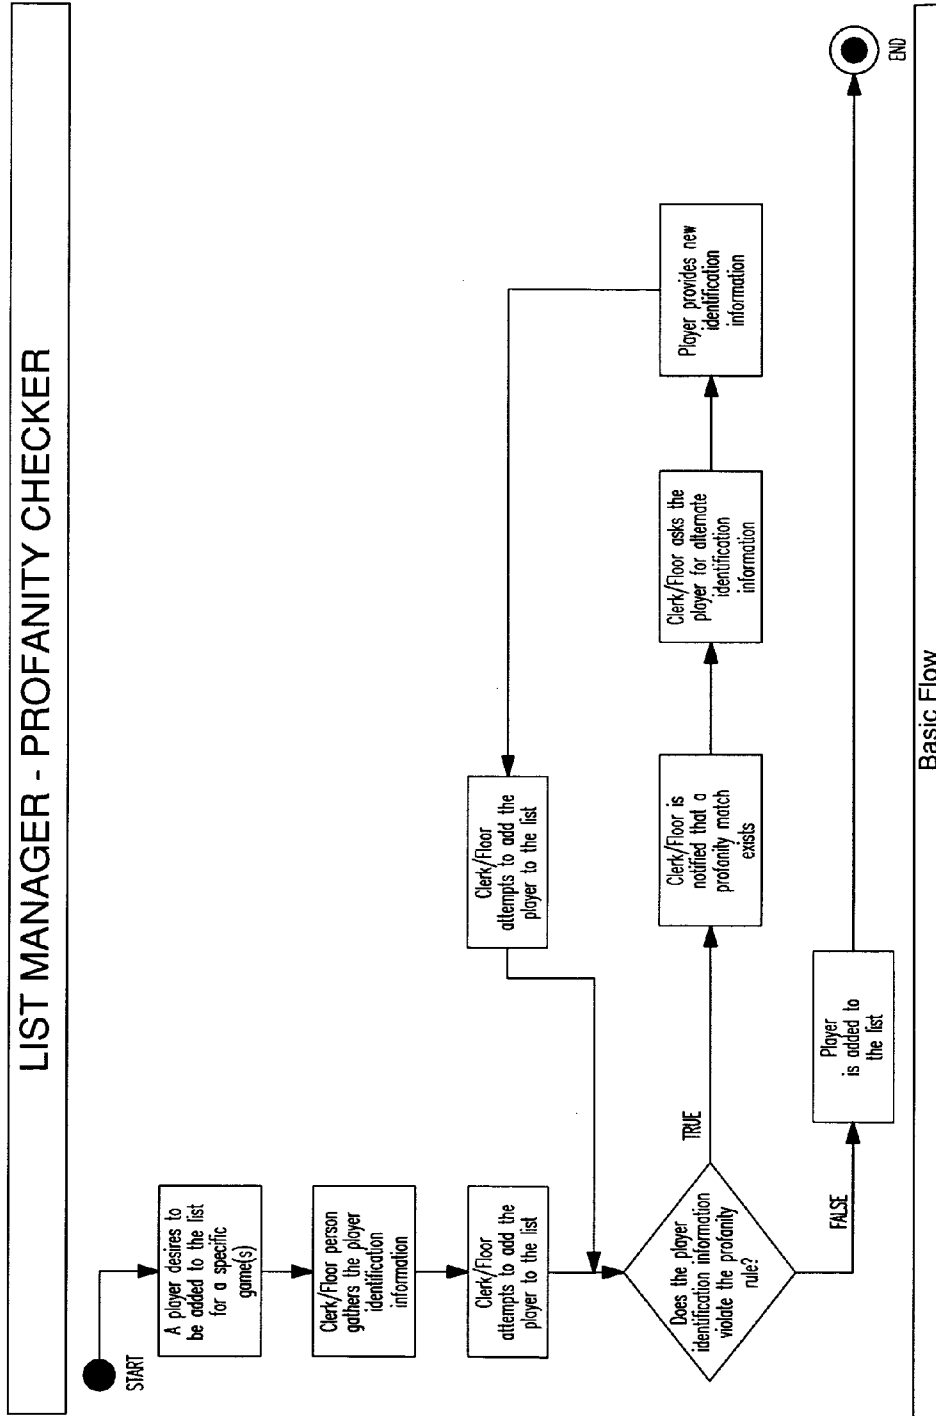 LIST MANAGER - PROFANITY CHECKER
START
A player desires to
be added to the list
for a specific
game(s)
Clerk/Floor person
gathers the player
identification
information
Clerk/Floor
attempts to add the
player to the list
Does the player
identification information
violate the profanity
rule?
TRUE
Clerk/Floor is
notified that a
profanity match
exists
Clerk/Floor asks the
player for alternate
identification
information
Player provides new
identification
information
Clerk/Floor
attempts to add the
player to the list
FALSE
Player
is added to
the list
END
Basic Flow